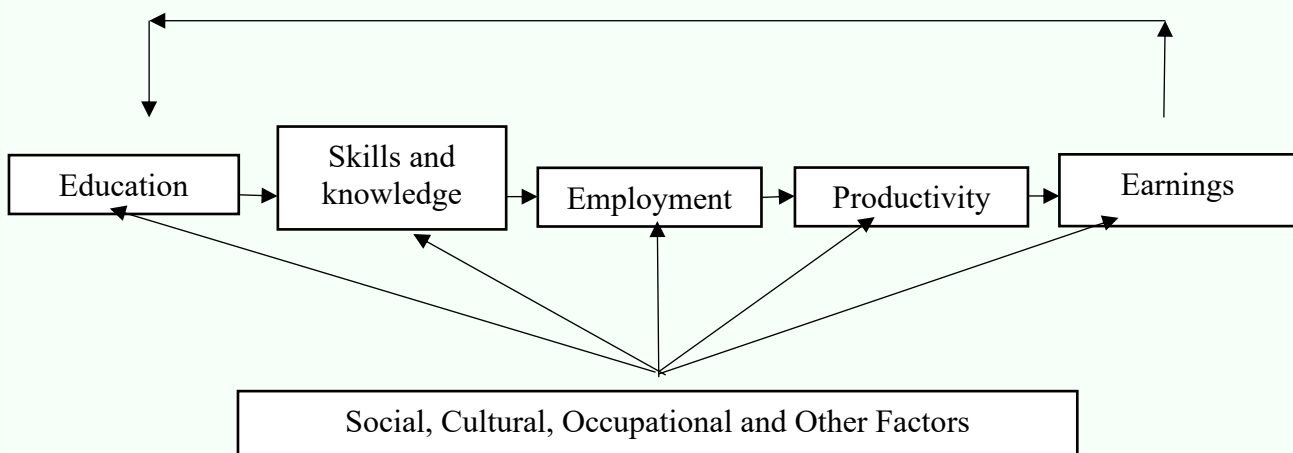 Education
Skills and
knowledge
Employment
Productivity
Earnings
Social, Cultural, Occupational and Other Factors